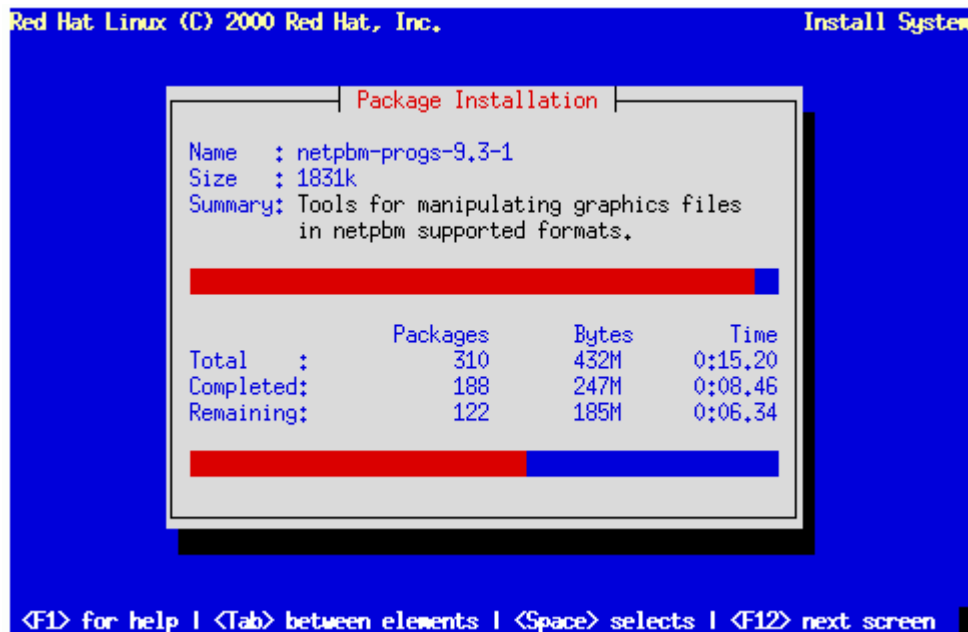 Red Hat Linux (C) 2000 Red Hat, Inc. Install System
Package Installation
Name : netpbm-progs-9.3-1
Size : 1831k
Summary: Tools for manipulating graphics files
in netpbm supported formats.
Packages Bytes Time
Total : 310 432M 0:15.20
Completed: 188 247M 0:08.46
Remaining: 122 185M 0:06.34
<F1> for help | <Tab> between elements | <Space> selects | <F12> next screen